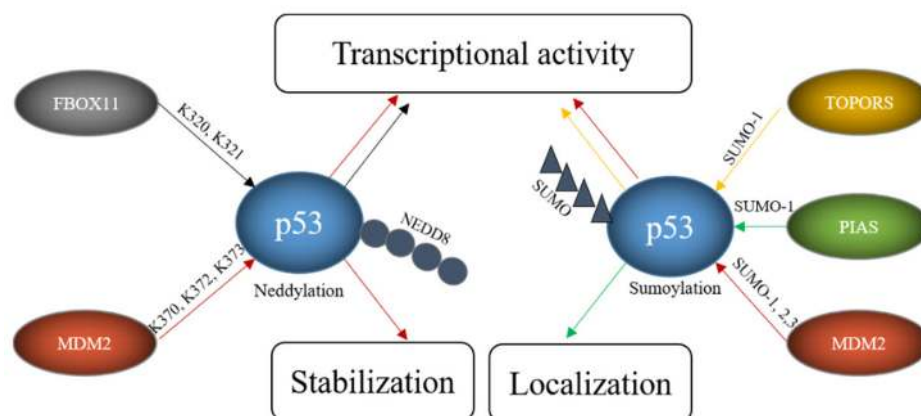 Transcriptional activity
FBOX11
TOPORS
K320, K321
SUMO-1
SUMO
p53
NEDD8
p53
SUMO-1
PIAS
K370, K372, K373
Neddylation
Sumoylation
SUMO-1, 2,3
MDM2
MDM2
Stabilization
Localization